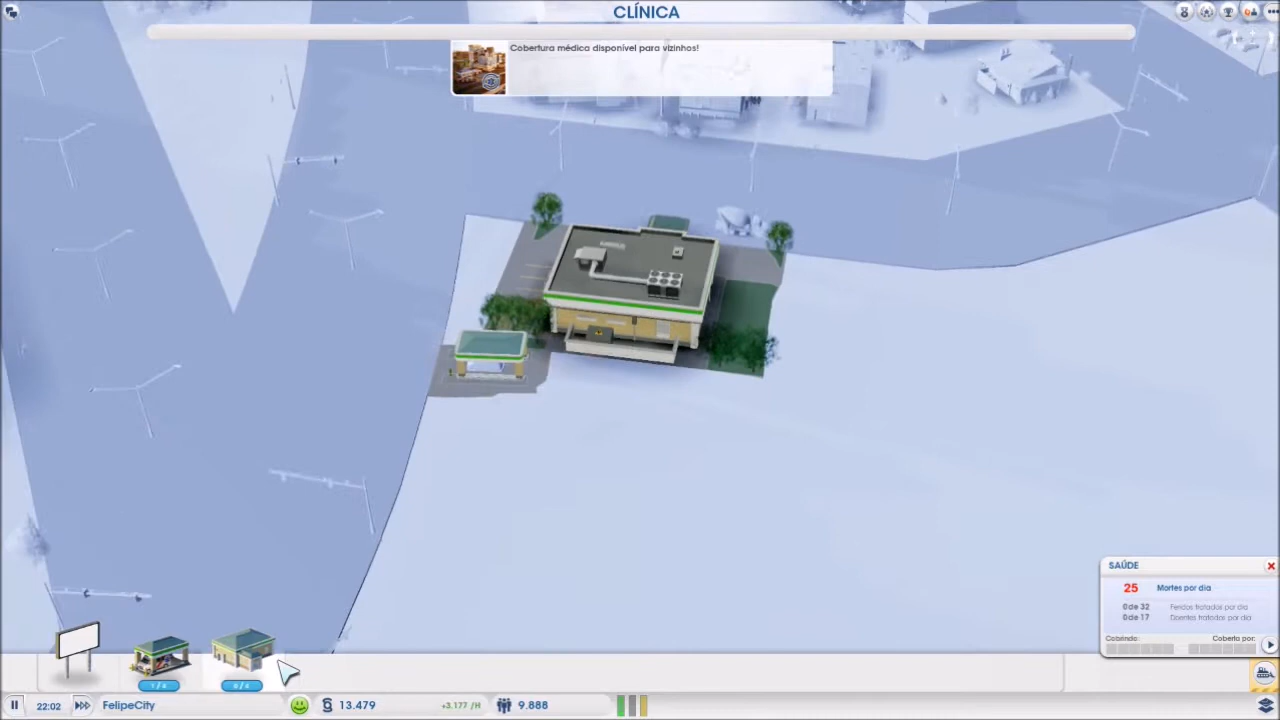 CLÍNICA
Cobertura médica disponível para vizinhos!
SAÚDE
25 Mortes por dia
0 de 32 Feridos tratados por dia
0 de 17 Doentes tratados por dia
Cobrindo: Coberta por:
1 / 4
0 / 4
22:02 FelipeCity 13.479 +3.177 /H 9.888